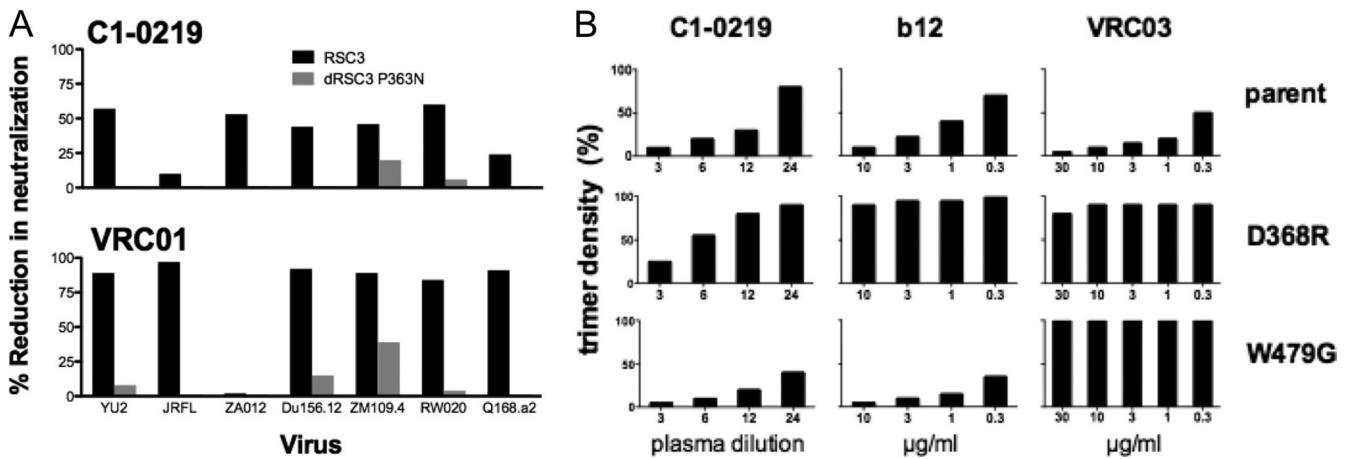 A
C1-0219
RSC3
dRSC3 P363N
100
75
50
25
0
VRC01
100
75
50
25
0
YU2 JRFL ZA012 Du156.12 ZM109.4 RW020 Q168.a2
Virus
% Reduction in neutralization
B
C1-0219 b12 VRC03
trimer density (%)
100
50
0
3 6 12 24
10 3 1 0.3
30 10 3 1 0.3
parent
100
50
0
3 6 12 24
10 3 1 0.3
30 10 3 1 0.3
D368R
100
50
0
3 6 12 24
10 3 1 0.3
30 10 3 1 0.3
W479G
plasma dilution µg/ml µg/ml